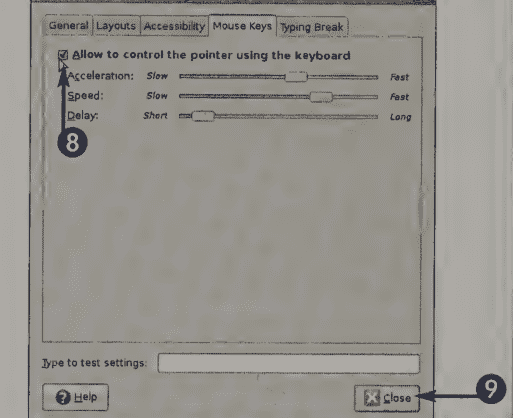 General Layouts Accessibility Mouse Keys Typing Break
Allow to control the pointer using the keyboard
Acceleration: Slow Fast
Speed: Slow Fast
Delay: Short Long
8
Type to test settings:
Help Close 9